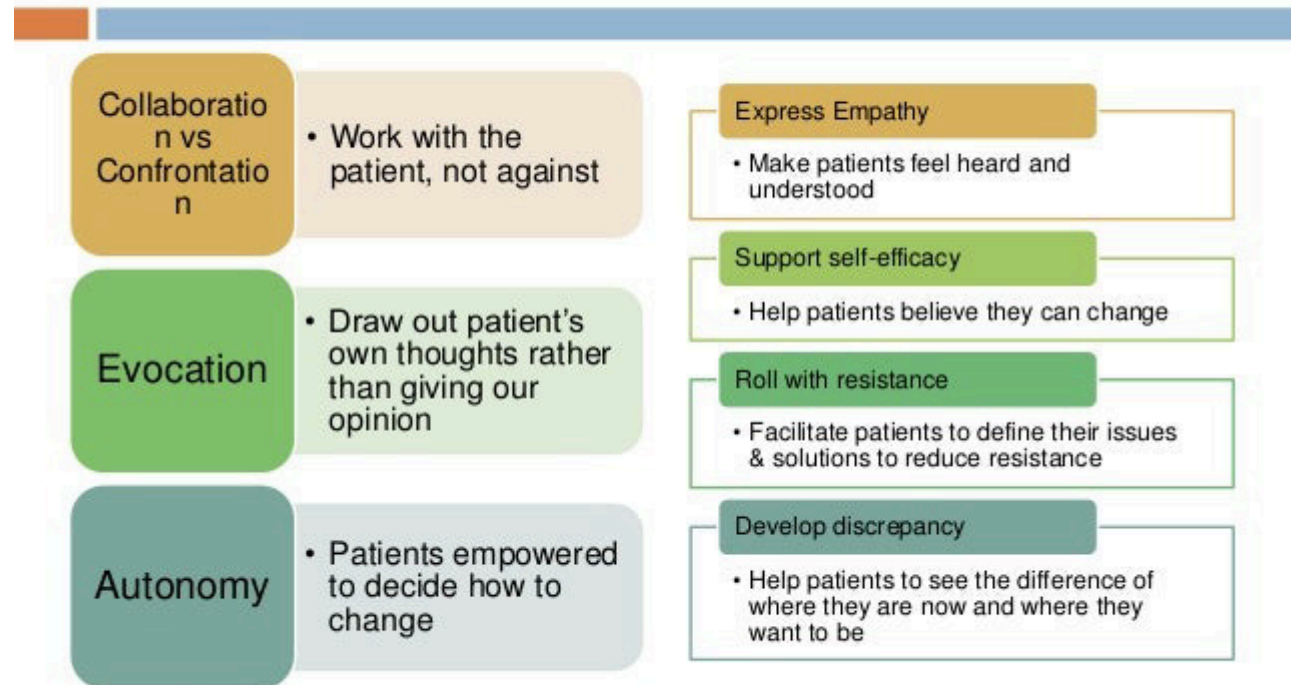 Collaboratio
n vs
Confrontatio
n
• Work with the
patient, not against
Evocation
• Draw out patient’s
own thoughts rather
than giving our
opinion
Autonomy
• Patients empowered
to decide how to
change
Express Empathy
• Make patients feel heard and
understood
Support self-efficacy
• Help patients believe they can change
Roll with resistance
• Facilitate patients to define their issues
& solutions to reduce resistance
Develop discrepancy
• Help patients to see the difference of
where they are now and where they
want to be